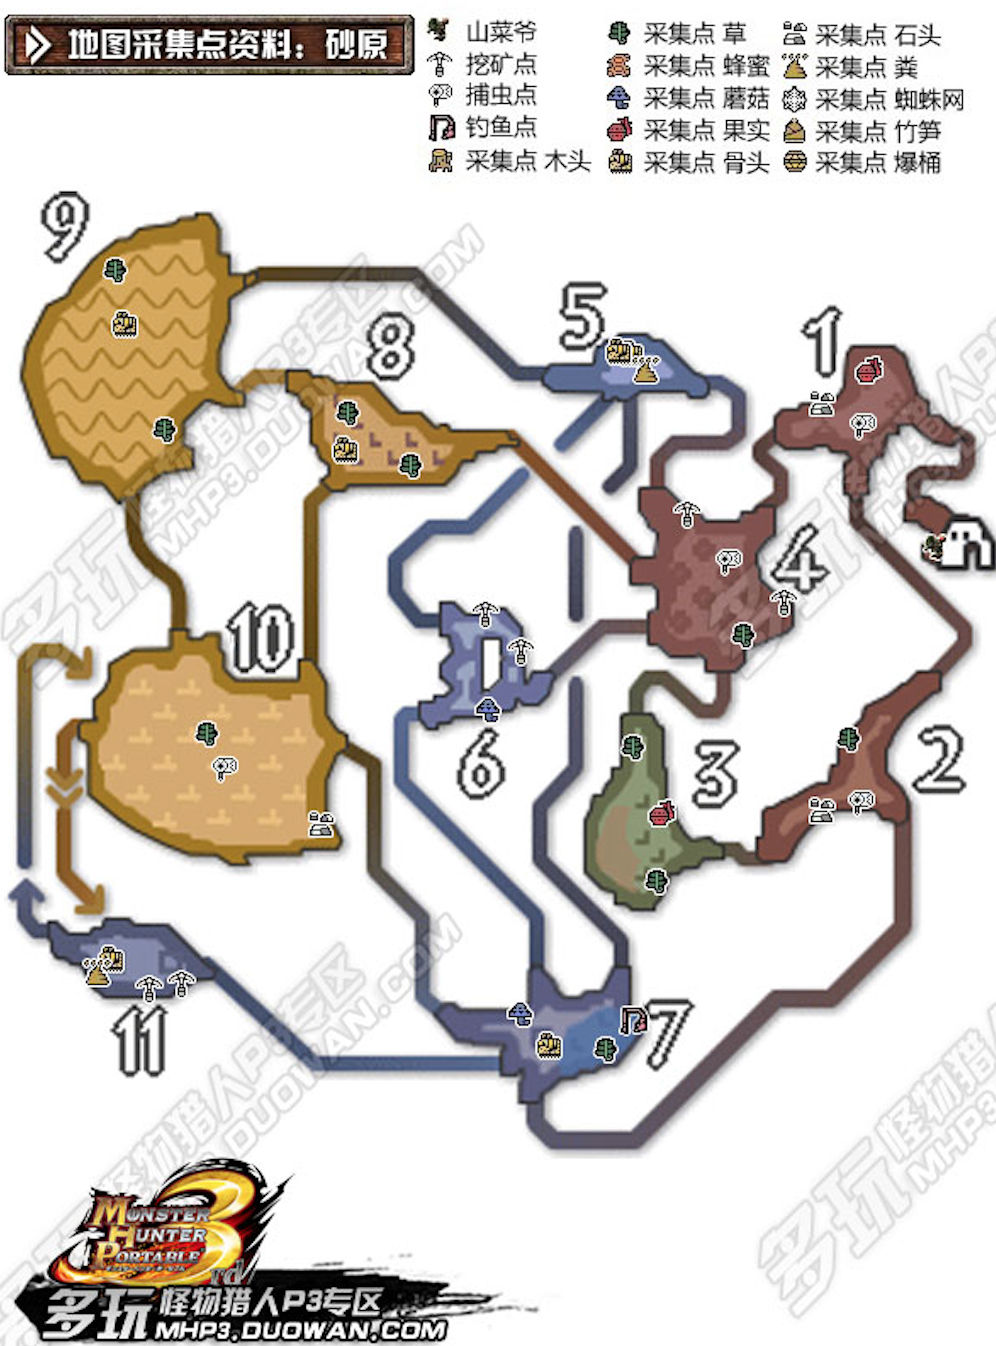 地图采集点资料：砂原
山菜爷
挖矿点
捕虫点
钓鱼点
采集点 木头
采集点 草
采集点 蜂蜜
采集点 蘑菇
采集点 果实
采集点 骨头
采集点 石头
采集点 粪
采集点 蜘蛛网
采集点 竹笋
采集点 爆桶
9
5
1
8
4
10
2
3
6
7
11
MONSTER
HUNTER
PORTABLE
3rd
多玩 怪物猎人P3专区
MHP3.DUOWAN.COM
多玩 怪物猎人P3专区
MHP3.DUOWAN.COM